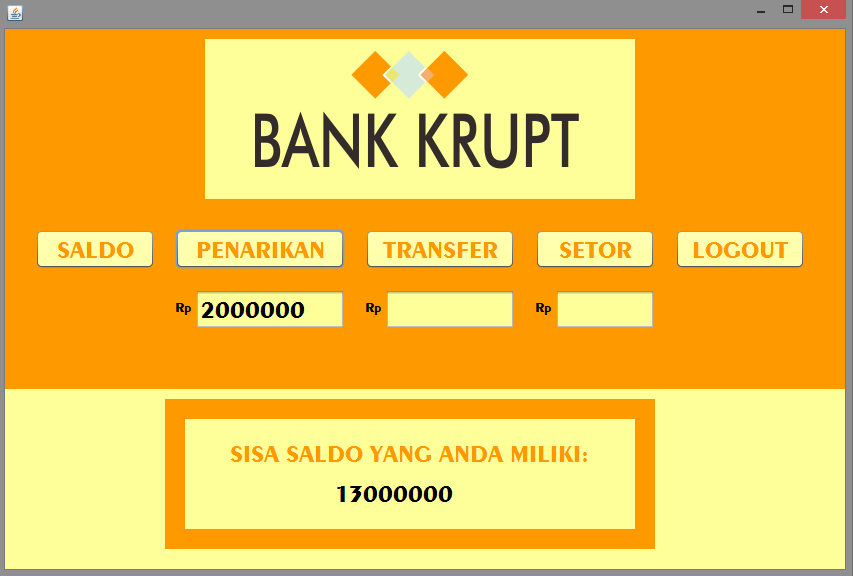 BANK KRUPT
SALDO PENARIKAN TRANSFER SETOR LOGOUT
Rp 2000000 Rp Rp
SISA SALDO YANG ANDA MILIKI:
13000000